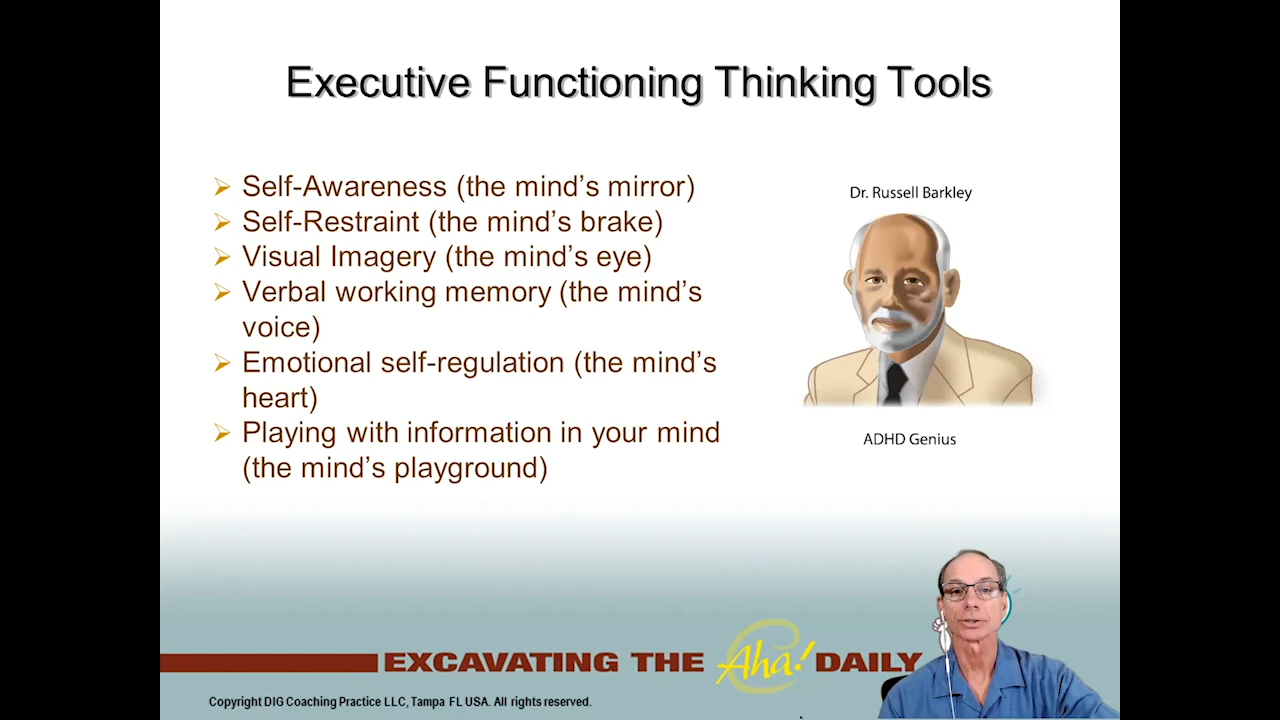 Executive Functioning Thinking Tools
Self-Awareness (the mind's mirror)
Self-Restraint (the mind's brake)
Visual Imagery (the mind's eye)
Verbal working memory (the mind's
voice)
Emotional self-regulation (the mind's
heart)
Playing with information in your mind
(the mind's playground)
Dr. Russell Barkley
ADHD Genius
EXCAVATING THE Aha! DAILY
Copyright DIG Coaching Practice LLC, Tampa FL USA. All rights reserved.